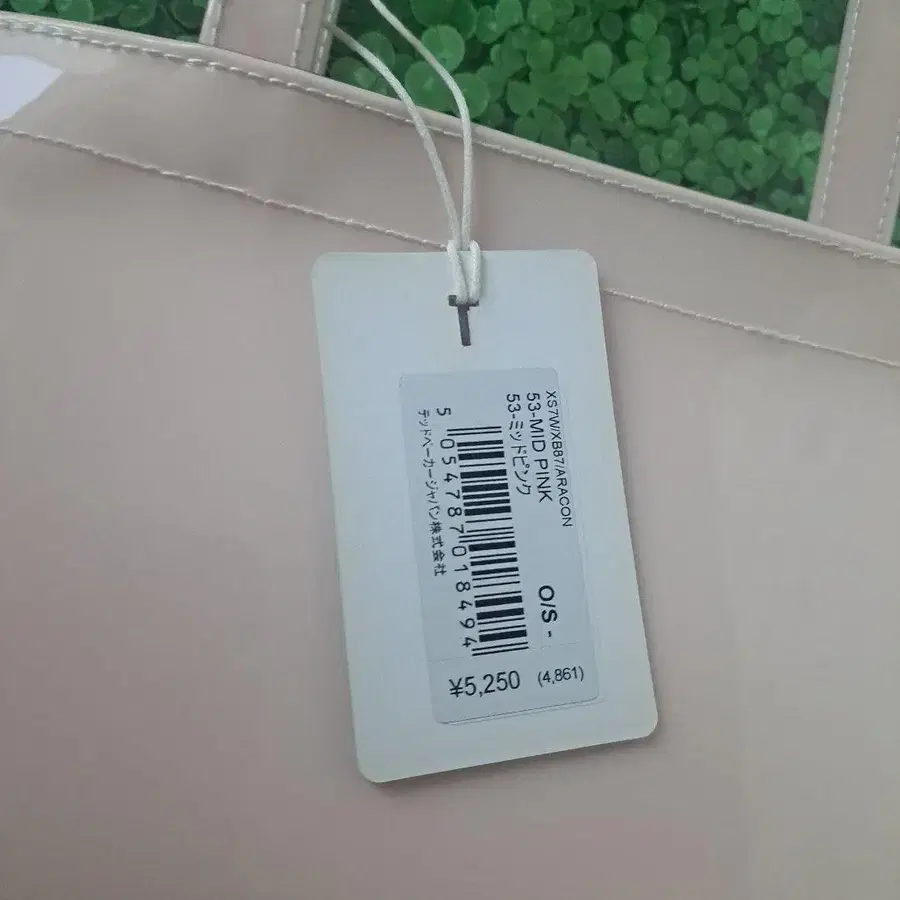 XS7W/XB87/ARACON
53-MID PINK O/S -
53-ミッドピンク
5 054787 018494
テッドベーカージャパン株式会社
¥5,250 (4,861)